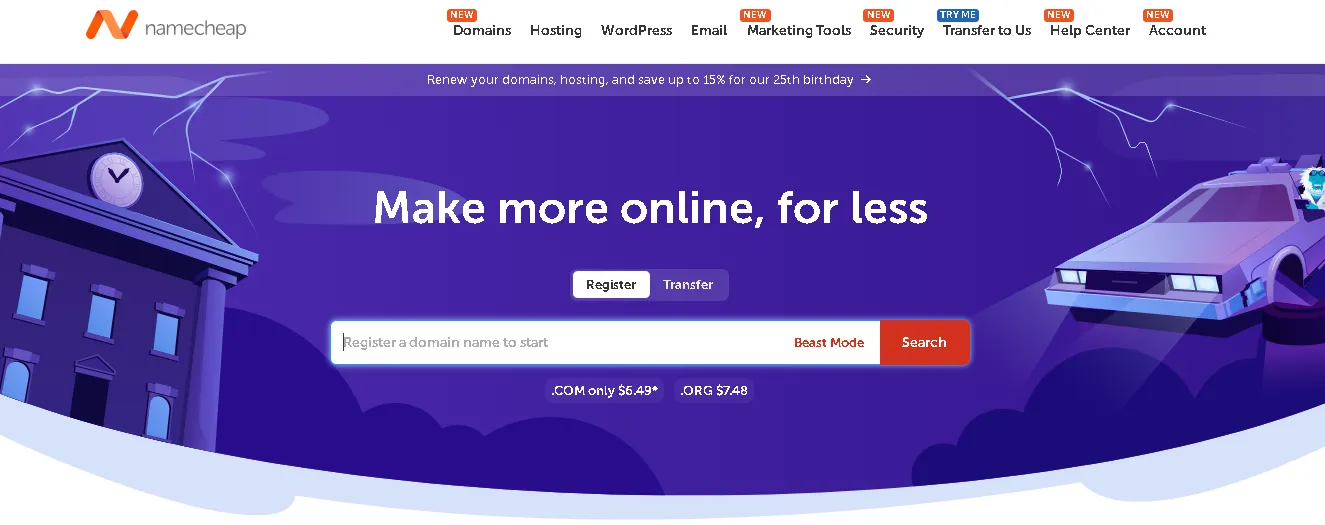 namecheap
NEW NEW NEW TRY ME NEW NEW
Domains Hosting WordPress Email Marketing Tools Security Transfer to Us Help Center Account
Renew your domains, hosting, and save up to 15% for our 25th birthday →
Make more online, for less
Register Transfer
Register a domain name to start Beast Mode Search
.COM only $6.49* .ORG $7.48